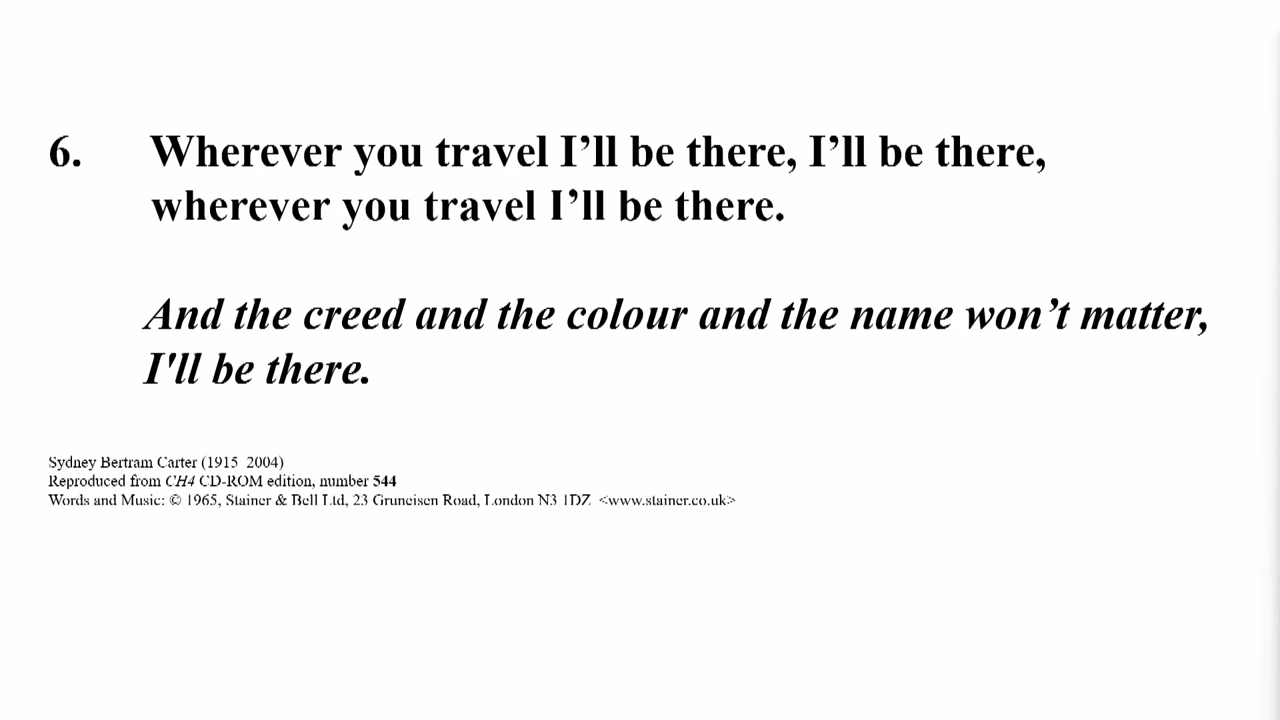 6. Wherever you travel I’ll be there, I’ll be there,
wherever you travel I’ll be there.
And the creed and the colour and the name won’t matter,
I'll be there.
Sydney Bertram Carter (1915 2004)
Reproduced from CH4 CD-ROM edition, number 544
Words and Music: © 1965, Stainer & Bell Ltd, 23 Gruneisen Road, London N3 1DZ <www.stainer.co.uk>